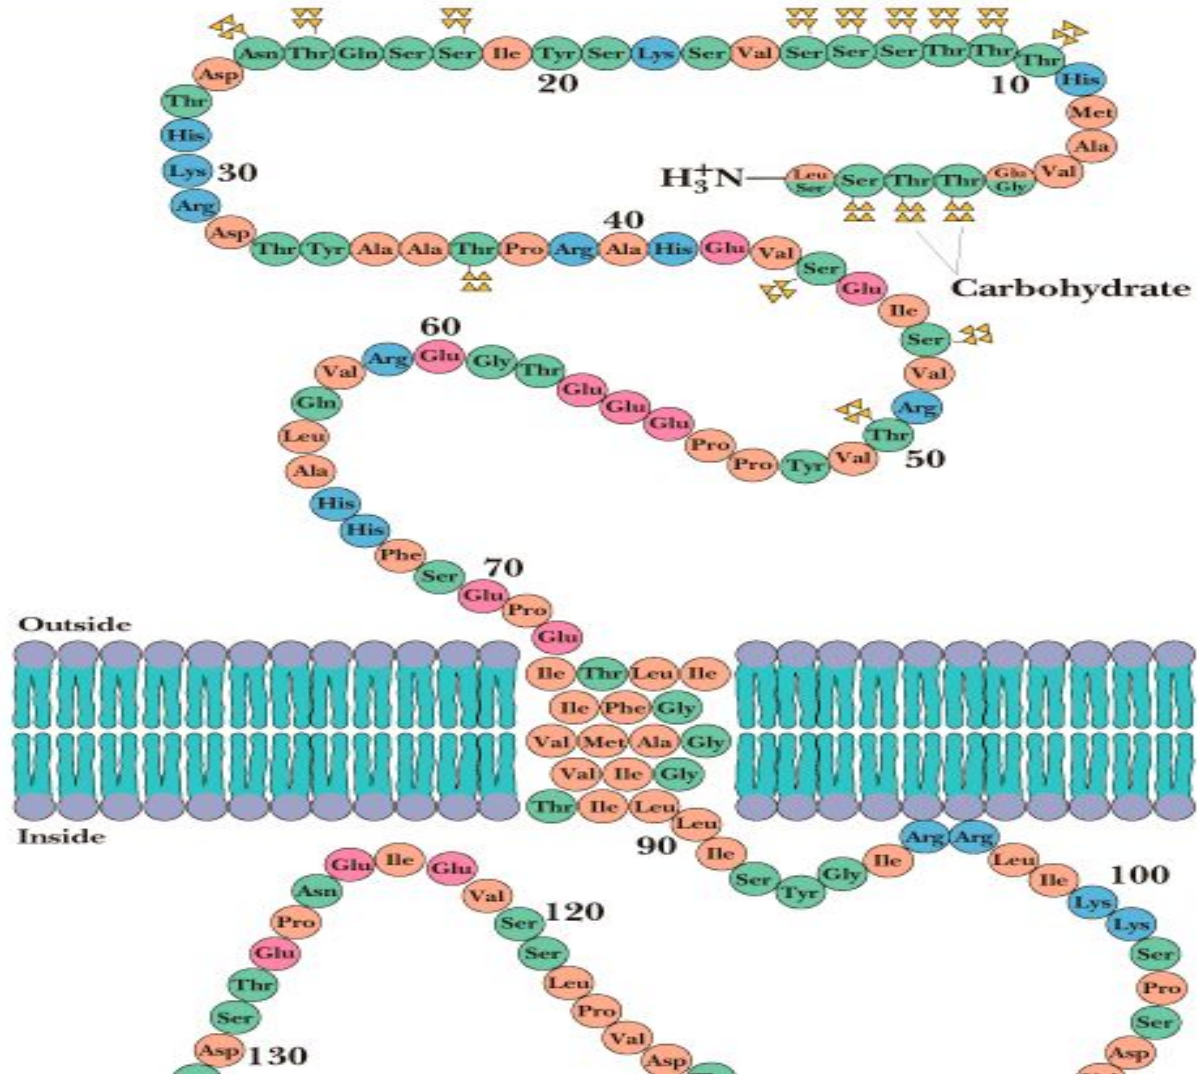 Asn Thr Gln Ser Ser Ile Tyr Ser Lys Ser Val Ser Ser Ser Thr Thr Thr
20
10
Asp
His
Thr
Met
His
Ala
Lys 30
H3+N Leu Ser Ser Thr Thr Glu Gly Val
Arg
Asp
40
Thr Tyr Ala Ala Thr Pro Arg Ala His Glu Val Ser Glu Ile
Carbohydrate
Ser
Val
Arg
Thr
50
60
Val Arg Glu Gly Thr Glu Glu Glu Pro Pro Tyr Val
Gln
Leu
Ala
His
His
Phe
Ser
70
Glu
Pro
Glu
Outside
Ile Thr Leu Ile
Ile Phe Gly
Val Met Ala Gly
Val Ile Gly
Thr Ile Leu
Leu
Inside
90
Ile Ser Tyr Gly Ile Arg Arg Leu Ile
100
Lys
Lys
Ser
Pro
Ser
Asp
Glu Ile Glu
Asn
Val
Pro
Ser 120
Glu
Ser
Thr
Leu
Ser
Pro
Val
Asp 130
Asp